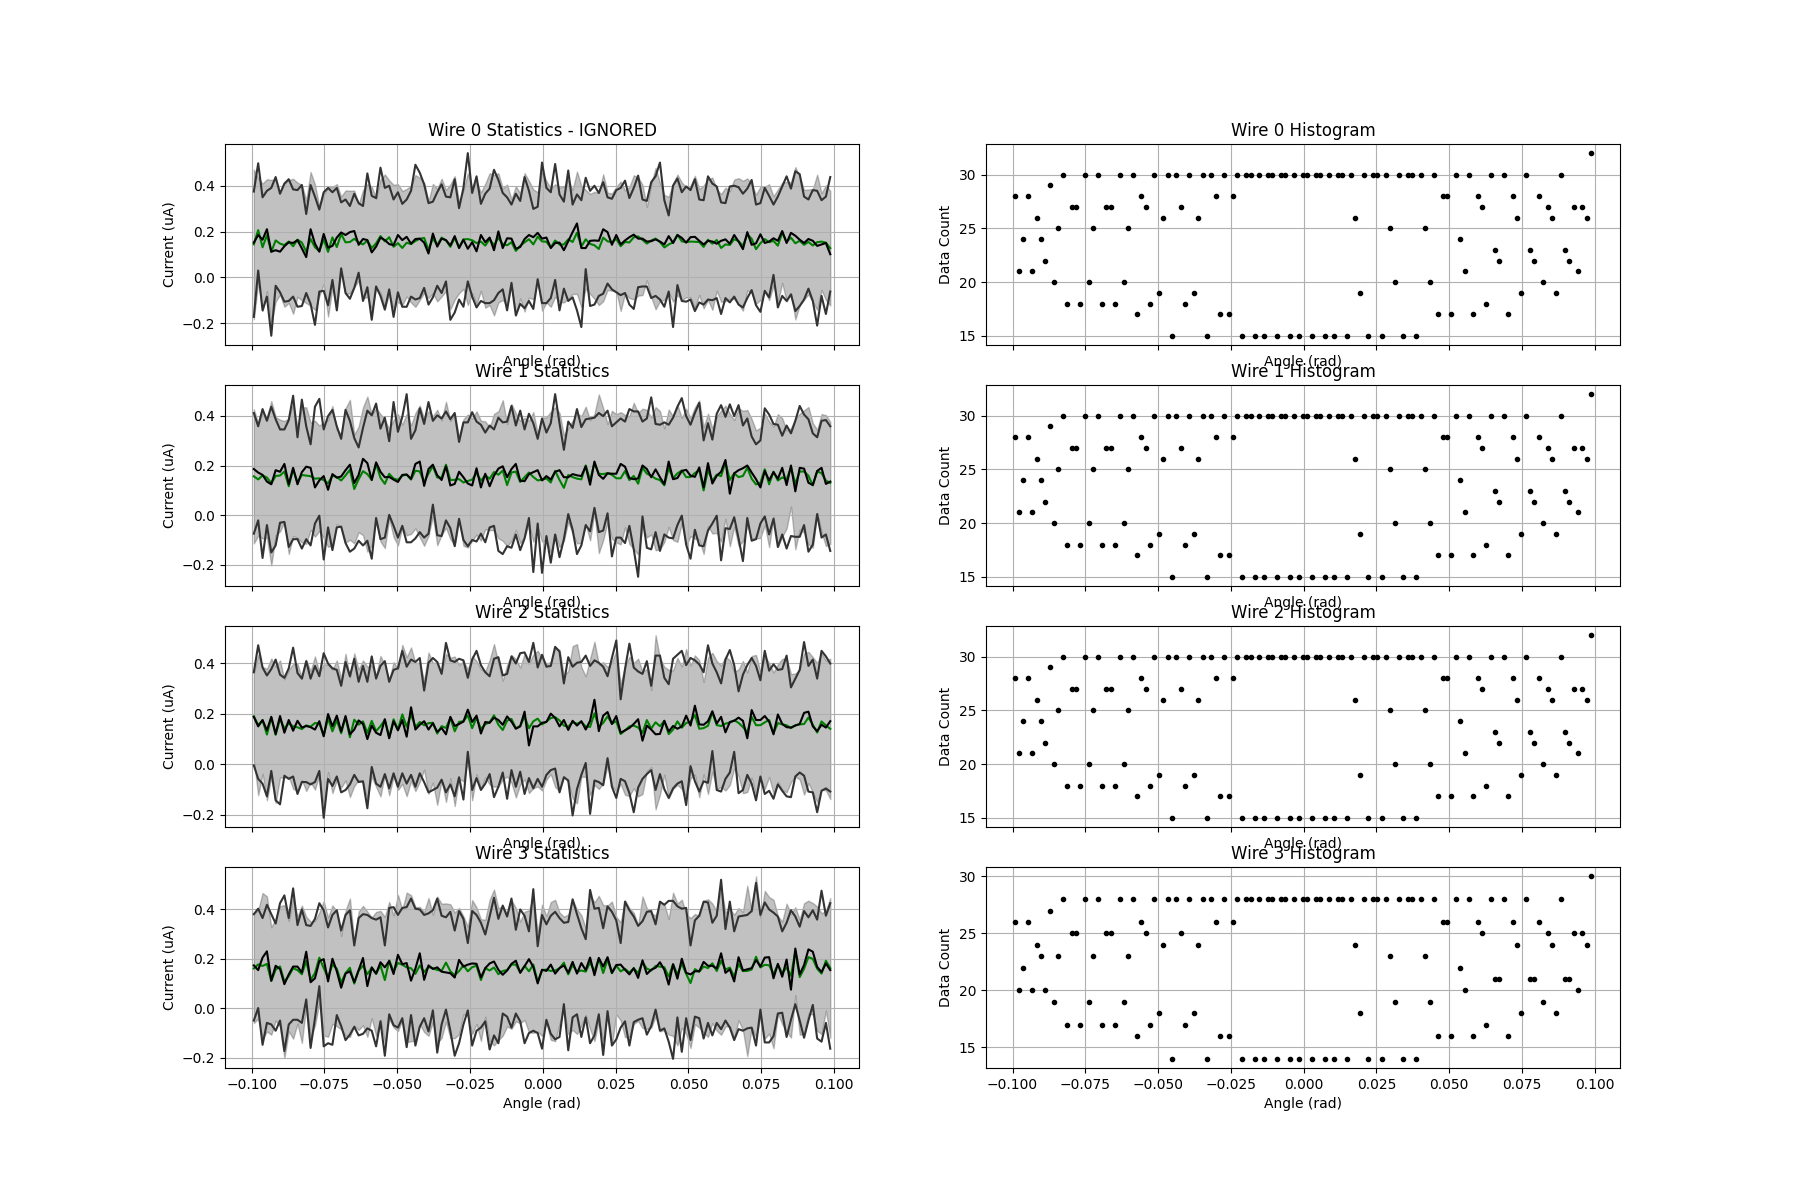 Wire 0 Statistics - IGNORED
Current (uA)
0.4
0.2
0.0
−0.2
Angle (rad)
Wire 0 Histogram
Data Count
30
25
20
15
Angle (rad)
Wire 1 Statistics
Current (uA)
0.4
0.2
0.0
−0.2
Angle (rad)
Wire 1 Histogram
Data Count
30
25
20
15
Angle (rad)
Wire 2 Statistics
Current (uA)
0.4
0.2
0.0
−0.2
Angle (rad)
Wire 2 Histogram
Data Count
30
25
20
15
Angle (rad)
Wire 3 Statistics
Current (uA)
0.4
0.2
0.0
−0.2
−0.100 −0.075 −0.050 −0.025 0.000 0.025 0.050 0.075 0.100
Angle (rad)
Wire 3 Histogram
Data Count
30
25
20
15
−0.100 −0.075 −0.050 −0.025 0.000 0.025 0.050 0.075 0.100
Angle (rad)